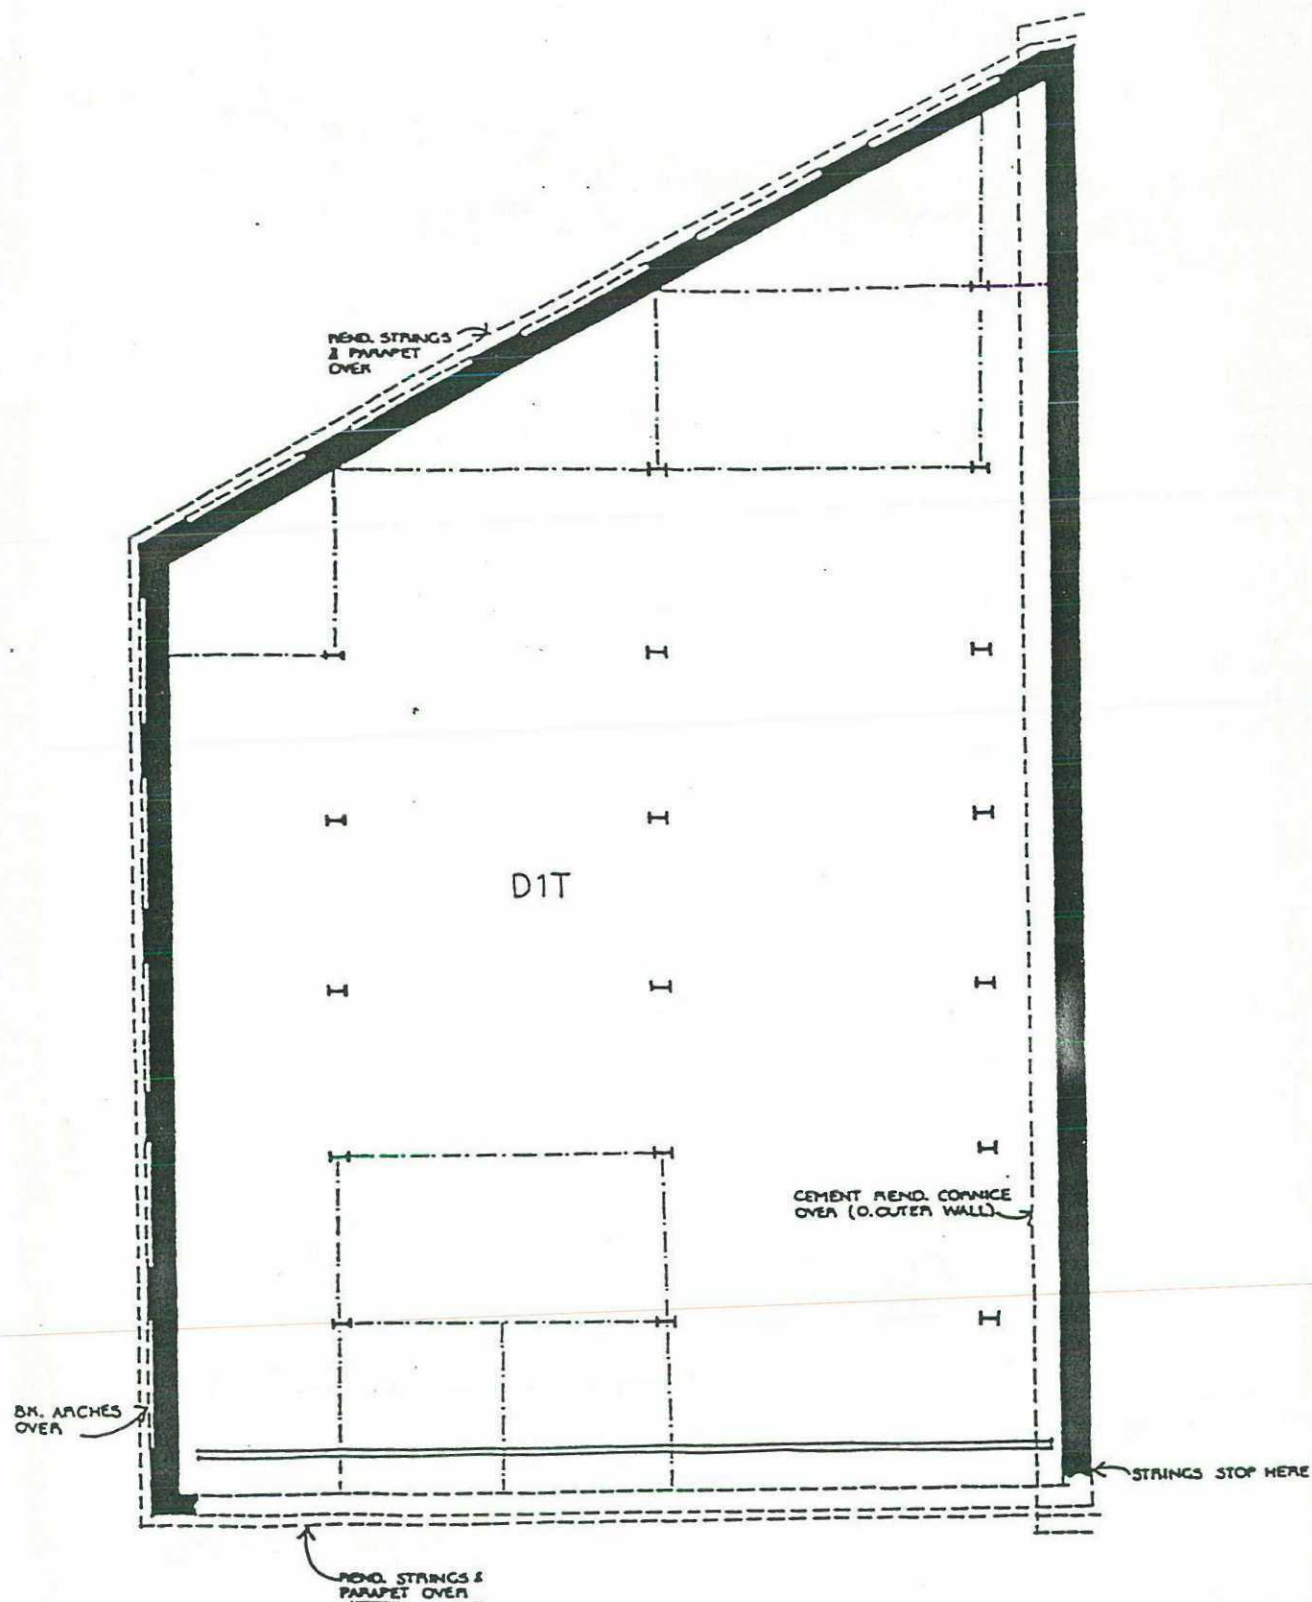 REND. STRINGS
& PARAPET
OVER
D1T
CEMENT REND. CORNICE
OVER (O.OUTER WALL)
BK. ARCHES
OVER
STRINGS STOP HERE
REND. STRINGS &
PARAPET OVER